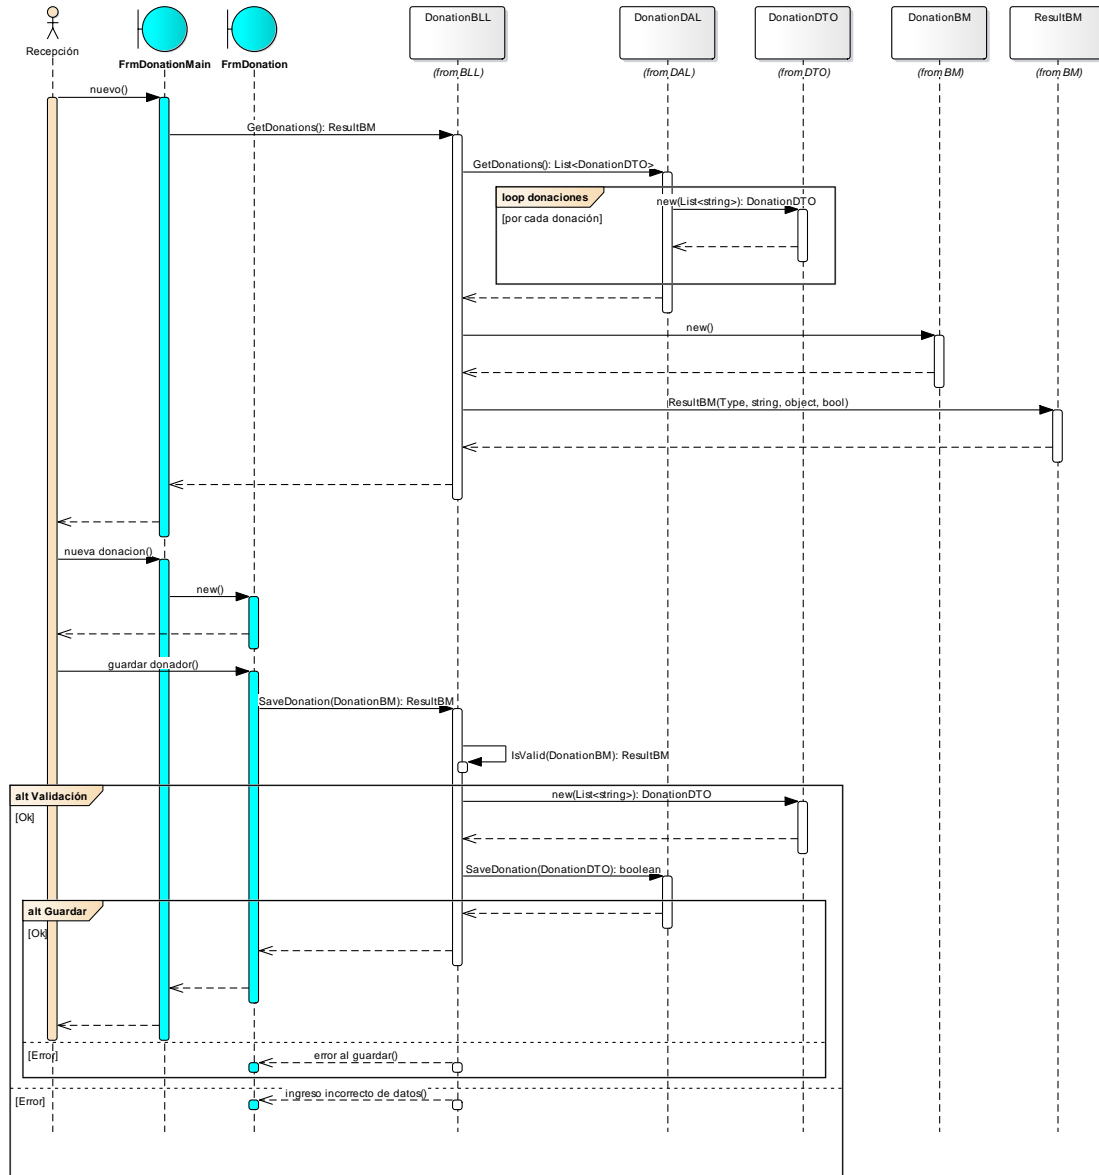 DonationBLL
DonationDAL
DonationDTO
DonationBM
ResultBM
Recepción
FrmDonationMain
FrmDonation
(from BLL)
(from DAL)
(from DTO)
(from BM)
(from BM)
nuevo()
GetDonations(): ResultBM
GetDonations(): List<DonationDTO>
loop donaciones
new(List<string>): DonationDTO
[por cada donación]
new()
ResultBM(Type, string, object, bool)
nueva donacion()
new()
guardar donador()
SaveDonation(DonationBM): ResultBM
IsValid(DonationBM): ResultBM
alt Validación
new(List<string>): DonationDTO
[Ok]
SaveDonation(DonationDTO): boolean
alt Guardar
[Ok]
[Error]
error al guardar()
[Error]
ingreso incorrecto de datos()